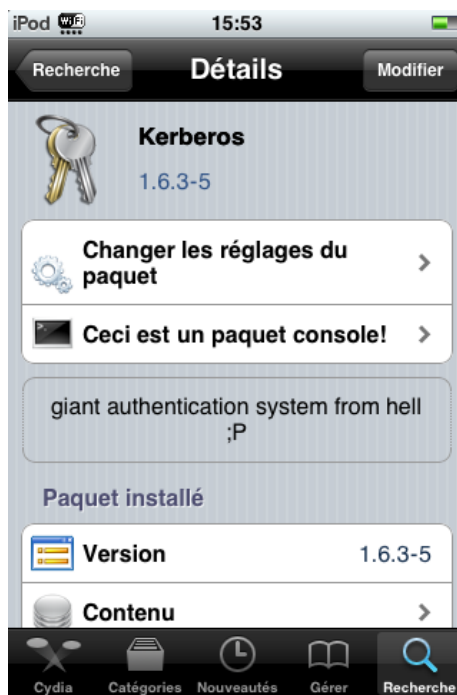 iPod 15:53
Recherche Détails Modifier
Kerberos
1.6.3-5
Changer les réglages du
paquet
Ceci est un paquet console!
giant authentication system from hell
;P
Paquet installé
Version 1.6.3-5
Contenu
Cydia Catégories Nouveautés Gérer Recherche